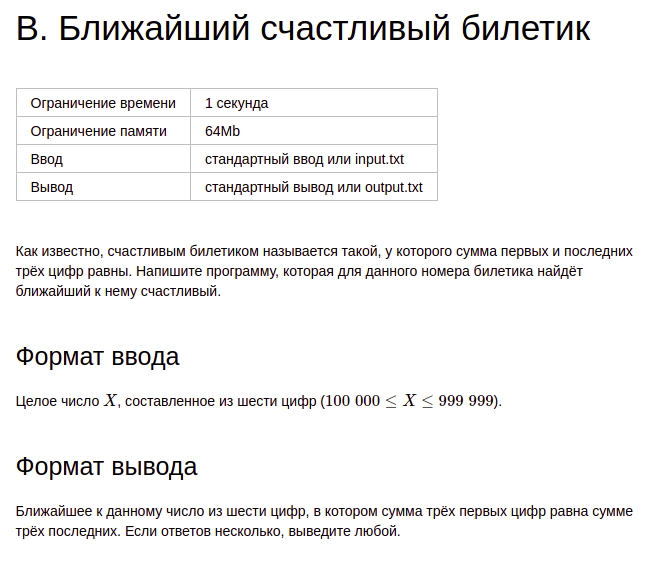 B. Ближайший счастливый билетик
Ограничение времени 1 секунда
Ограничение памяти 64Mb
Ввод стандартный ввод или input.txt
Вывод стандартный вывод или output.txt
Как известно, счастливым билетиком называется такой, у которого сумма первых и последних
трёх цифр равны. Напишите программу, которая для данного номера билетика найдёт
ближайший к нему счастливый.
Формат ввода
Целое число X, составленное из шести цифр (100 000 ≤ X ≤ 999 999).
Формат вывода
Ближайшее к данному число из шести цифр, в котором сумма трёх первых цифр равна сумме
трёх последних. Если ответов несколько, выведите любой.